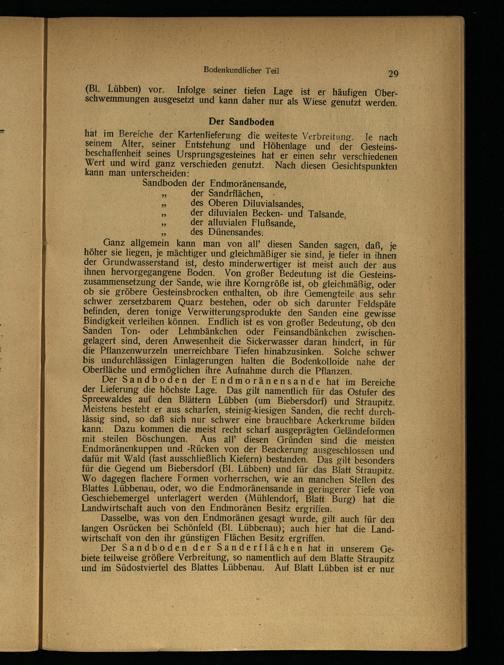 Bodenkundlicher Teil 29
(Bl. Lübben) vor. Infolge seiner tiefen Lage ist er häufigen Über-
schwemmungen ausgesetzt und kann daher nur als Wiese genutzt werden.
Der Sandboden
hat im Bereiche der Kartenlieferung die weiteste Verbreitung. Je nach
seinem Alter, seiner Entstehung und Höhenlage und der Gesteins-
beschaffenheit seines Ursprungsgesteines hat er einen sehr verschiedenen
Wert und wird ganz verschieden genutzt. Nach diesen Gesichtspunkten
kann man unterscheiden:
Sandboden der Endmoränensande,
„ der Sandrflächen,
„ des Oberen Diluvialsandes,
„ der diluvialen Becken- und Talsande,
„ der alluvialen Flußsande,
„ des Dünensandes.
Ganz allgemein kann man von all' diesen Sanden sagen, daß, je
höher sie liegen, je mächtiger und gleichmäßiger sie sind, je tiefer in ihnen
der Grundwasserstand ist, desto minderwertiger ist meist auch der aus
ihnen hervorgegangene Boden. Von großer Bedeutung ist die Gesteins-
zusammensetzung der Sande, wie ihre Korngröße ist, ob gleichmäßig, oder
ob sie gröbere Gesteinsbrocken enthalten, ob ihre Gemengteile aus sehr
schwer zersetzbarem Quarz bestehen, oder ob sich darunter Feldspäte
befinden, deren tonige Verwitterungsprodukte den Sanden eine gewisse
Bindigkeit verleihen können. Endlich ist es von großer Bedeutung, ob den
Sanden Ton- oder Lehmbänkchen oder Feinsandbänkchen zwischen-
gelagert sind, deren Anwesenheit die Sickerwasser daran hindert, in für
die Pflanzenwurzeln unerreichbare Tiefen hinabzusinken. Solche schwer
bis undurchlässigen Einlagerungen halten die Bodenkolloide nahe der
Oberfläche und ermöglichen ihre Aufnahme durch die Pflanzen.
Der Sandboden der Endmoränensande hat im Bereiche
der Lieferung die höchste Lage. Das gilt namentlich für das Ostufer des
Spreewaldes auf den Blättern Lübben (um Biebersdorf) und Straupitz.
Meistens besteht er aus scharfen, steinig-kiesigen Sanden, die recht durch-
lässig sind, so daß sich nur schwer eine brauchbare Ackerkrume bilden
kann. Dazu kommen die meist recht scharf ausgeprägten Geländeformen
mit steilen Böschungen. Aus all' diesen Gründen sind die meisten
Endmoränenkuppen und -Rücken von der Beackerung ausgeschlossen und
dafür mit Wald (fast ausschließlich Kiefern) bestanden. Das gilt besonders
für die Gegend um Biebersdorf (Bl. Lübben) und für das Blatt Straupitz.
Wo dagegen flachere Formen vorherrschen, wie an manchen Stellen des
Blattes Lübbenau, oder, wo die Endmoränensande in geringerer Tiefe von
Geschiebemergel unterlagert werden (Mühlendorf, Blatt Burg) hat die
Landwirtschaft auch von den Endmoränen Besitz ergriffen.
Dasselbe, was von den Endmoränen gesagt wurde, gilt auch für den
langen Osrücken bei Schönfeld (Bl. Lübbenau); auch hier hat die Land-
wirtschaft von den ihr günstigen Flächen Besitz ergriffen.
Der Sandboden der Sanderflächen hat in unserem Ge-
biete teilweise größere Verbreitung, so namentlich auf dem Blatte Straupitz
und im Südostviertel des Blattes Lübbenau. Auf Blatt Lübben ist er nur